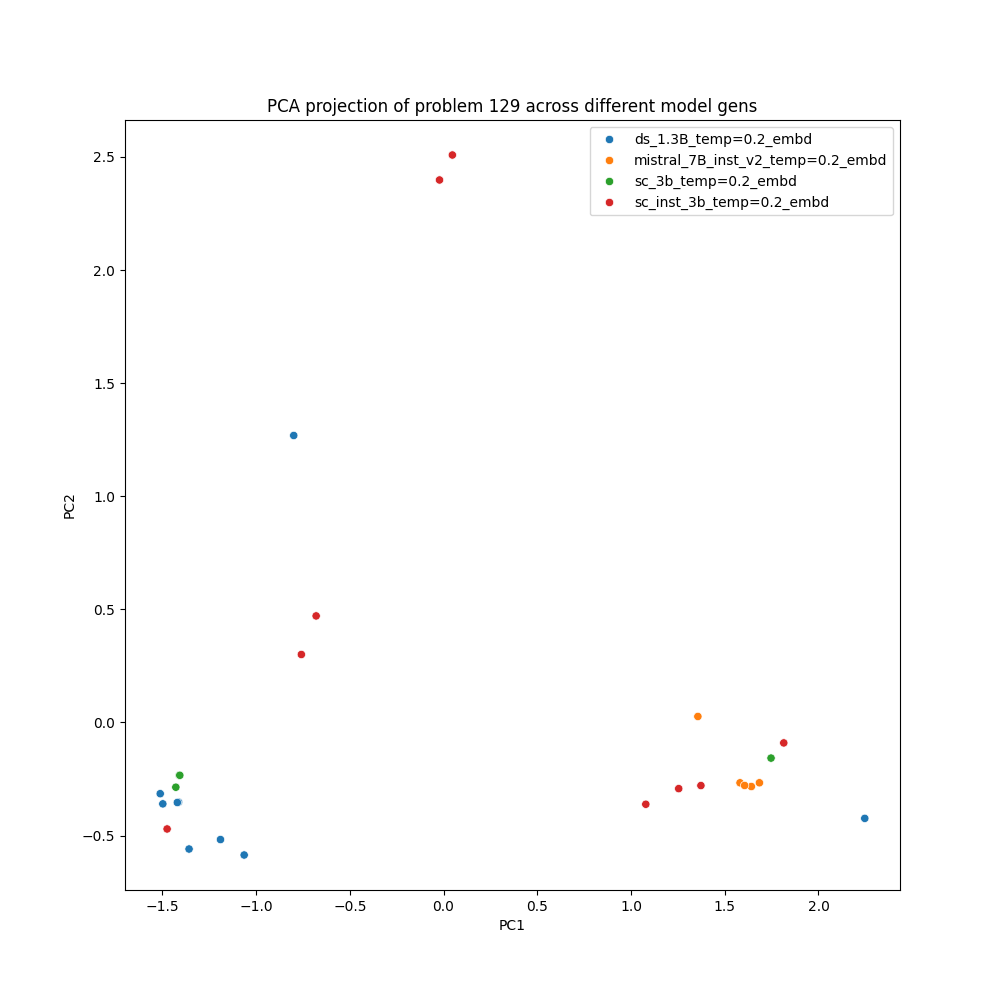 PCA projection of problem 129 across different model gens
ds_1.3B_temp=0.2_embd
mistral_7B_inst_v2_temp=0.2_embd
sc_3b_temp=0.2_embd
sc_inst_3b_temp=0.2_embd
2.5
2.0
1.5
1.0
0.5
0.0
−0.5
PC2
−1.5
−1.0
−0.5
0.0
0.5
1.0
1.5
2.0
PC1